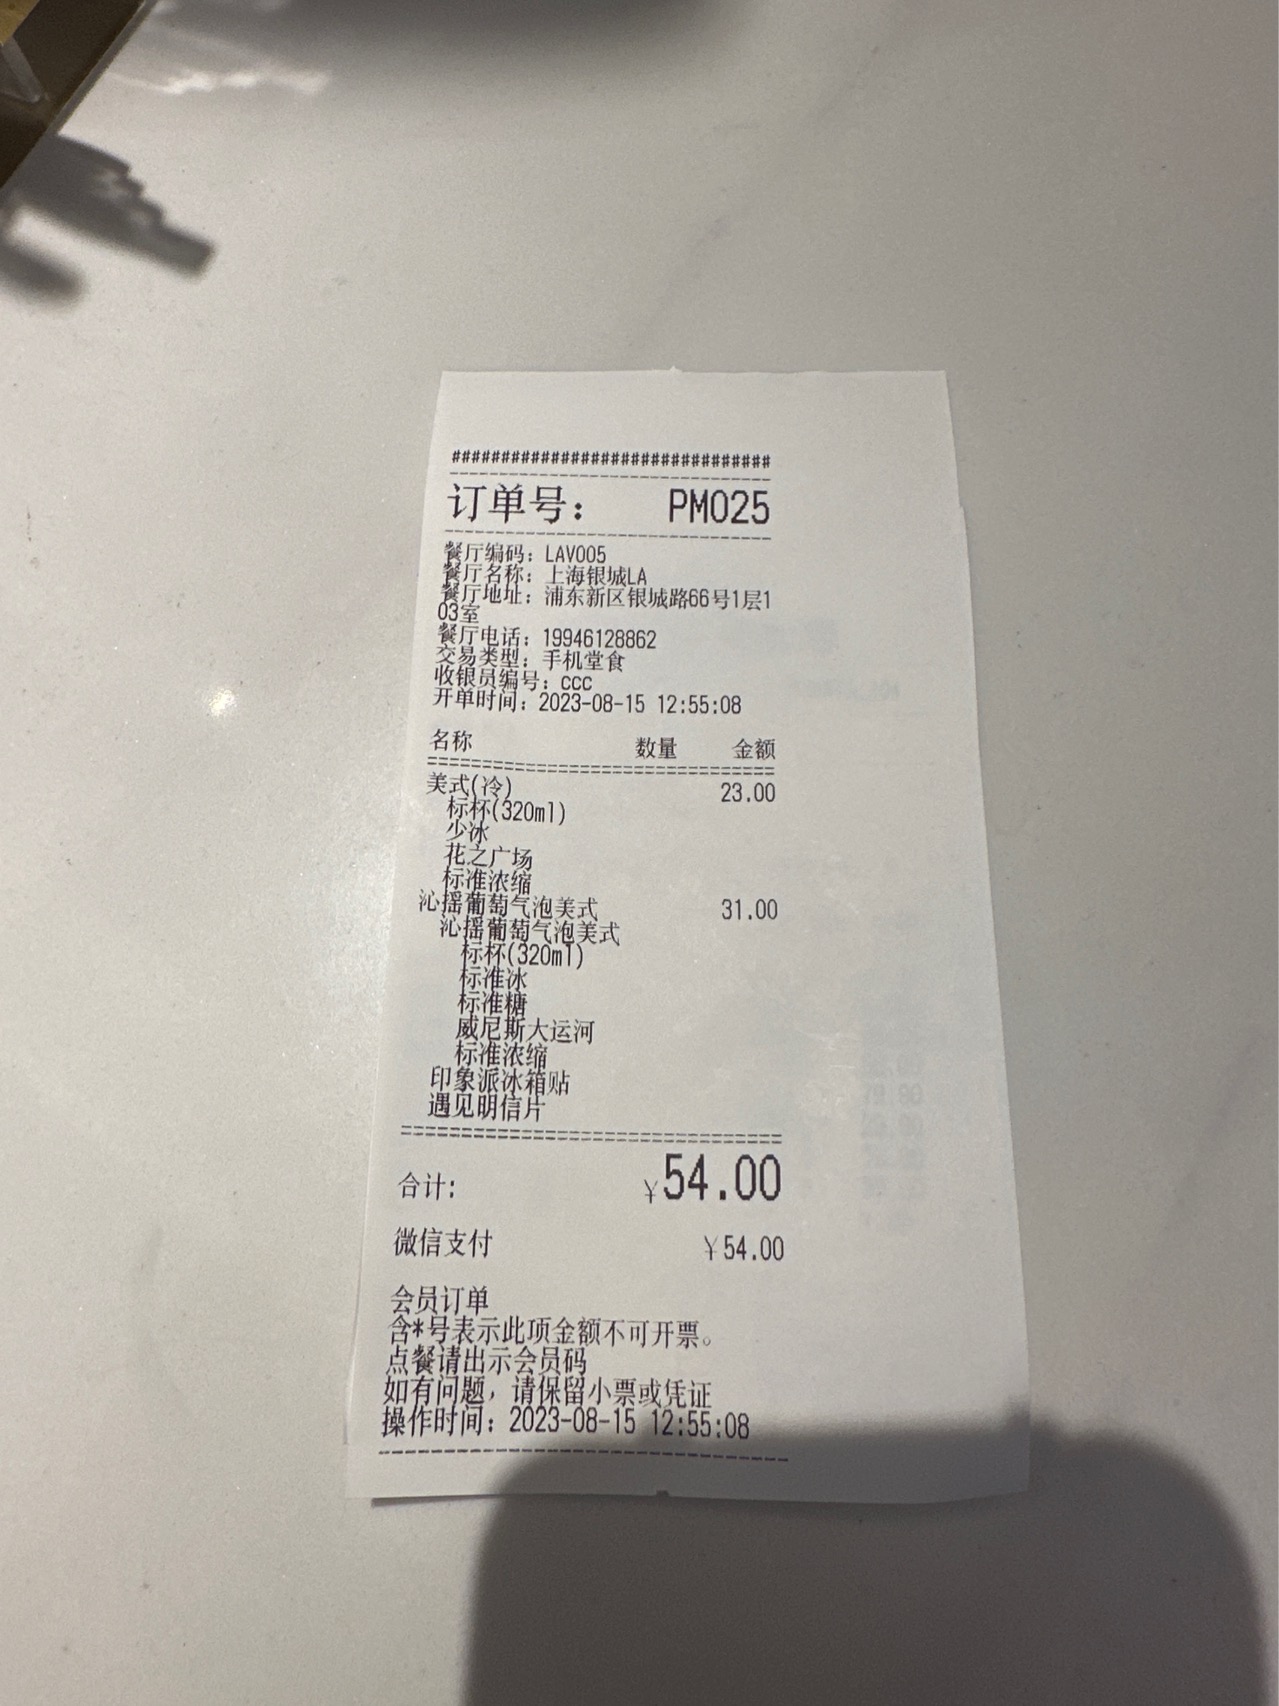 ################################
订单号： PM025
餐厅编码：LAV005
餐厅名称：上海银城LA
餐厅地址：浦东新区银城路66号1层1
03室
餐厅电话：19946128862
交易类型：手机堂食
收银员编号：ccc
开单时间：2023-08-15 12:55:08
名称 数量 金额
美式(冷) 23.00
标杯(320ml)
少冰
花之广场
标准浓缩
沁摇葡萄气泡美式 31.00
沁摇葡萄气泡美式
标杯(320ml)
标准冰
标准糖
威尼斯大运河
标准浓缩
印象派冰箱贴
遇见明信片
合计: ¥54.00
微信支付 ¥54.00
会员订单
含*号表示此项金额不可开票。
点餐请出示会员码
如有问题，请保留小票或凭证
操作时间：2023-08-15 12:55:08